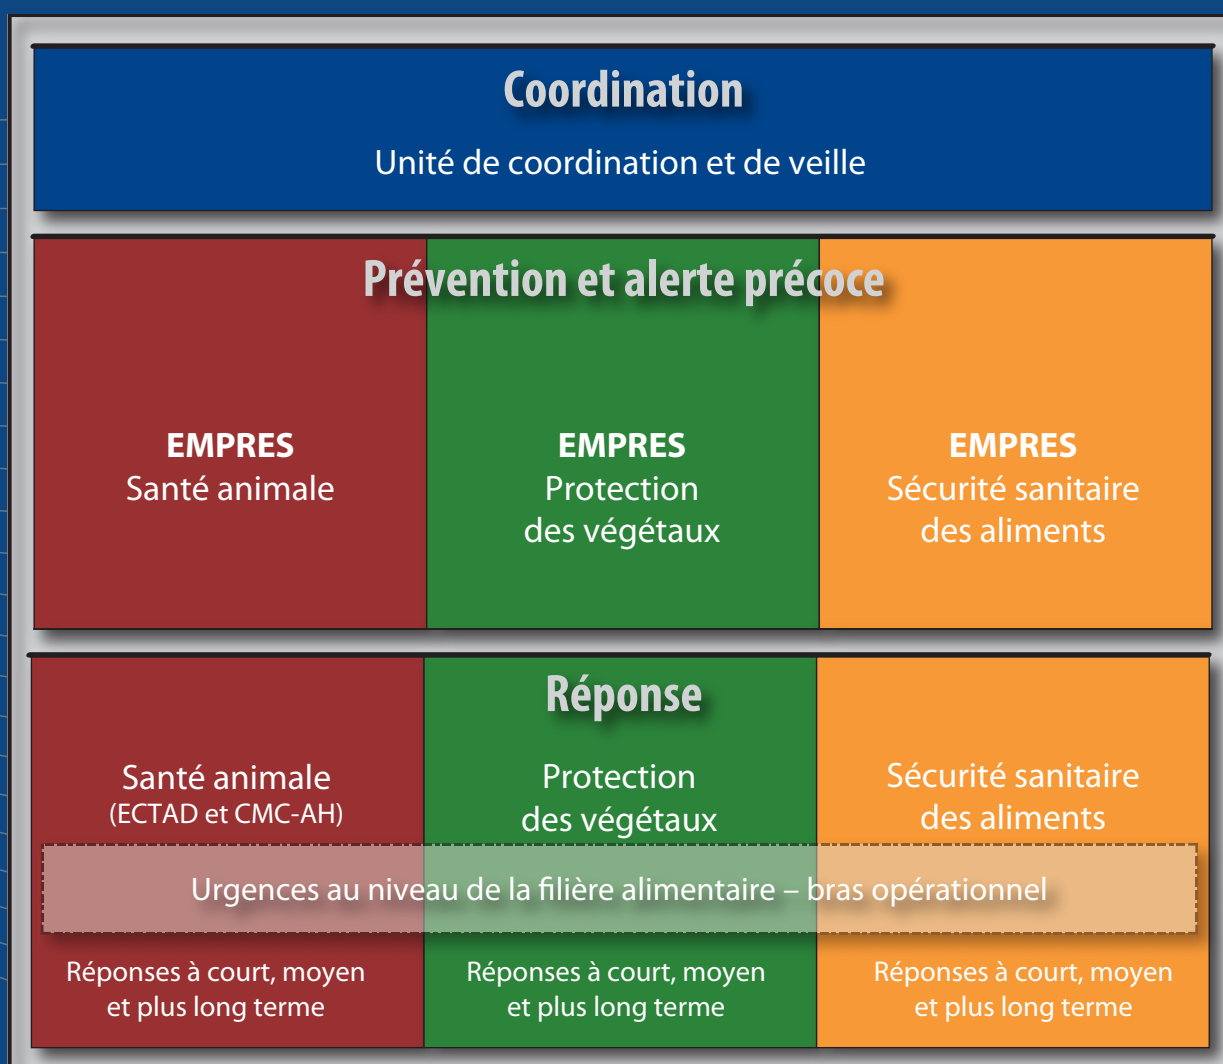 Coordination
Unité de coordination et de veille
Prévention et alerte précoce
EMPRES
Santé animale
EMPRES
Protection
des végétaux
EMPRES
Sécurité sanitaire
des aliments
Réponse
Santé animale
(ECTAD et CMC-AH)
Protection
des végétaux
Sécurité sanitaire
des aliments
Urgences au niveau de la filière alimentaire – bras opérationnel
Réponses à court, moyen
et plus long terme
Réponses à court, moyen
et plus long terme
Réponses à court, moyen
et plus long terme